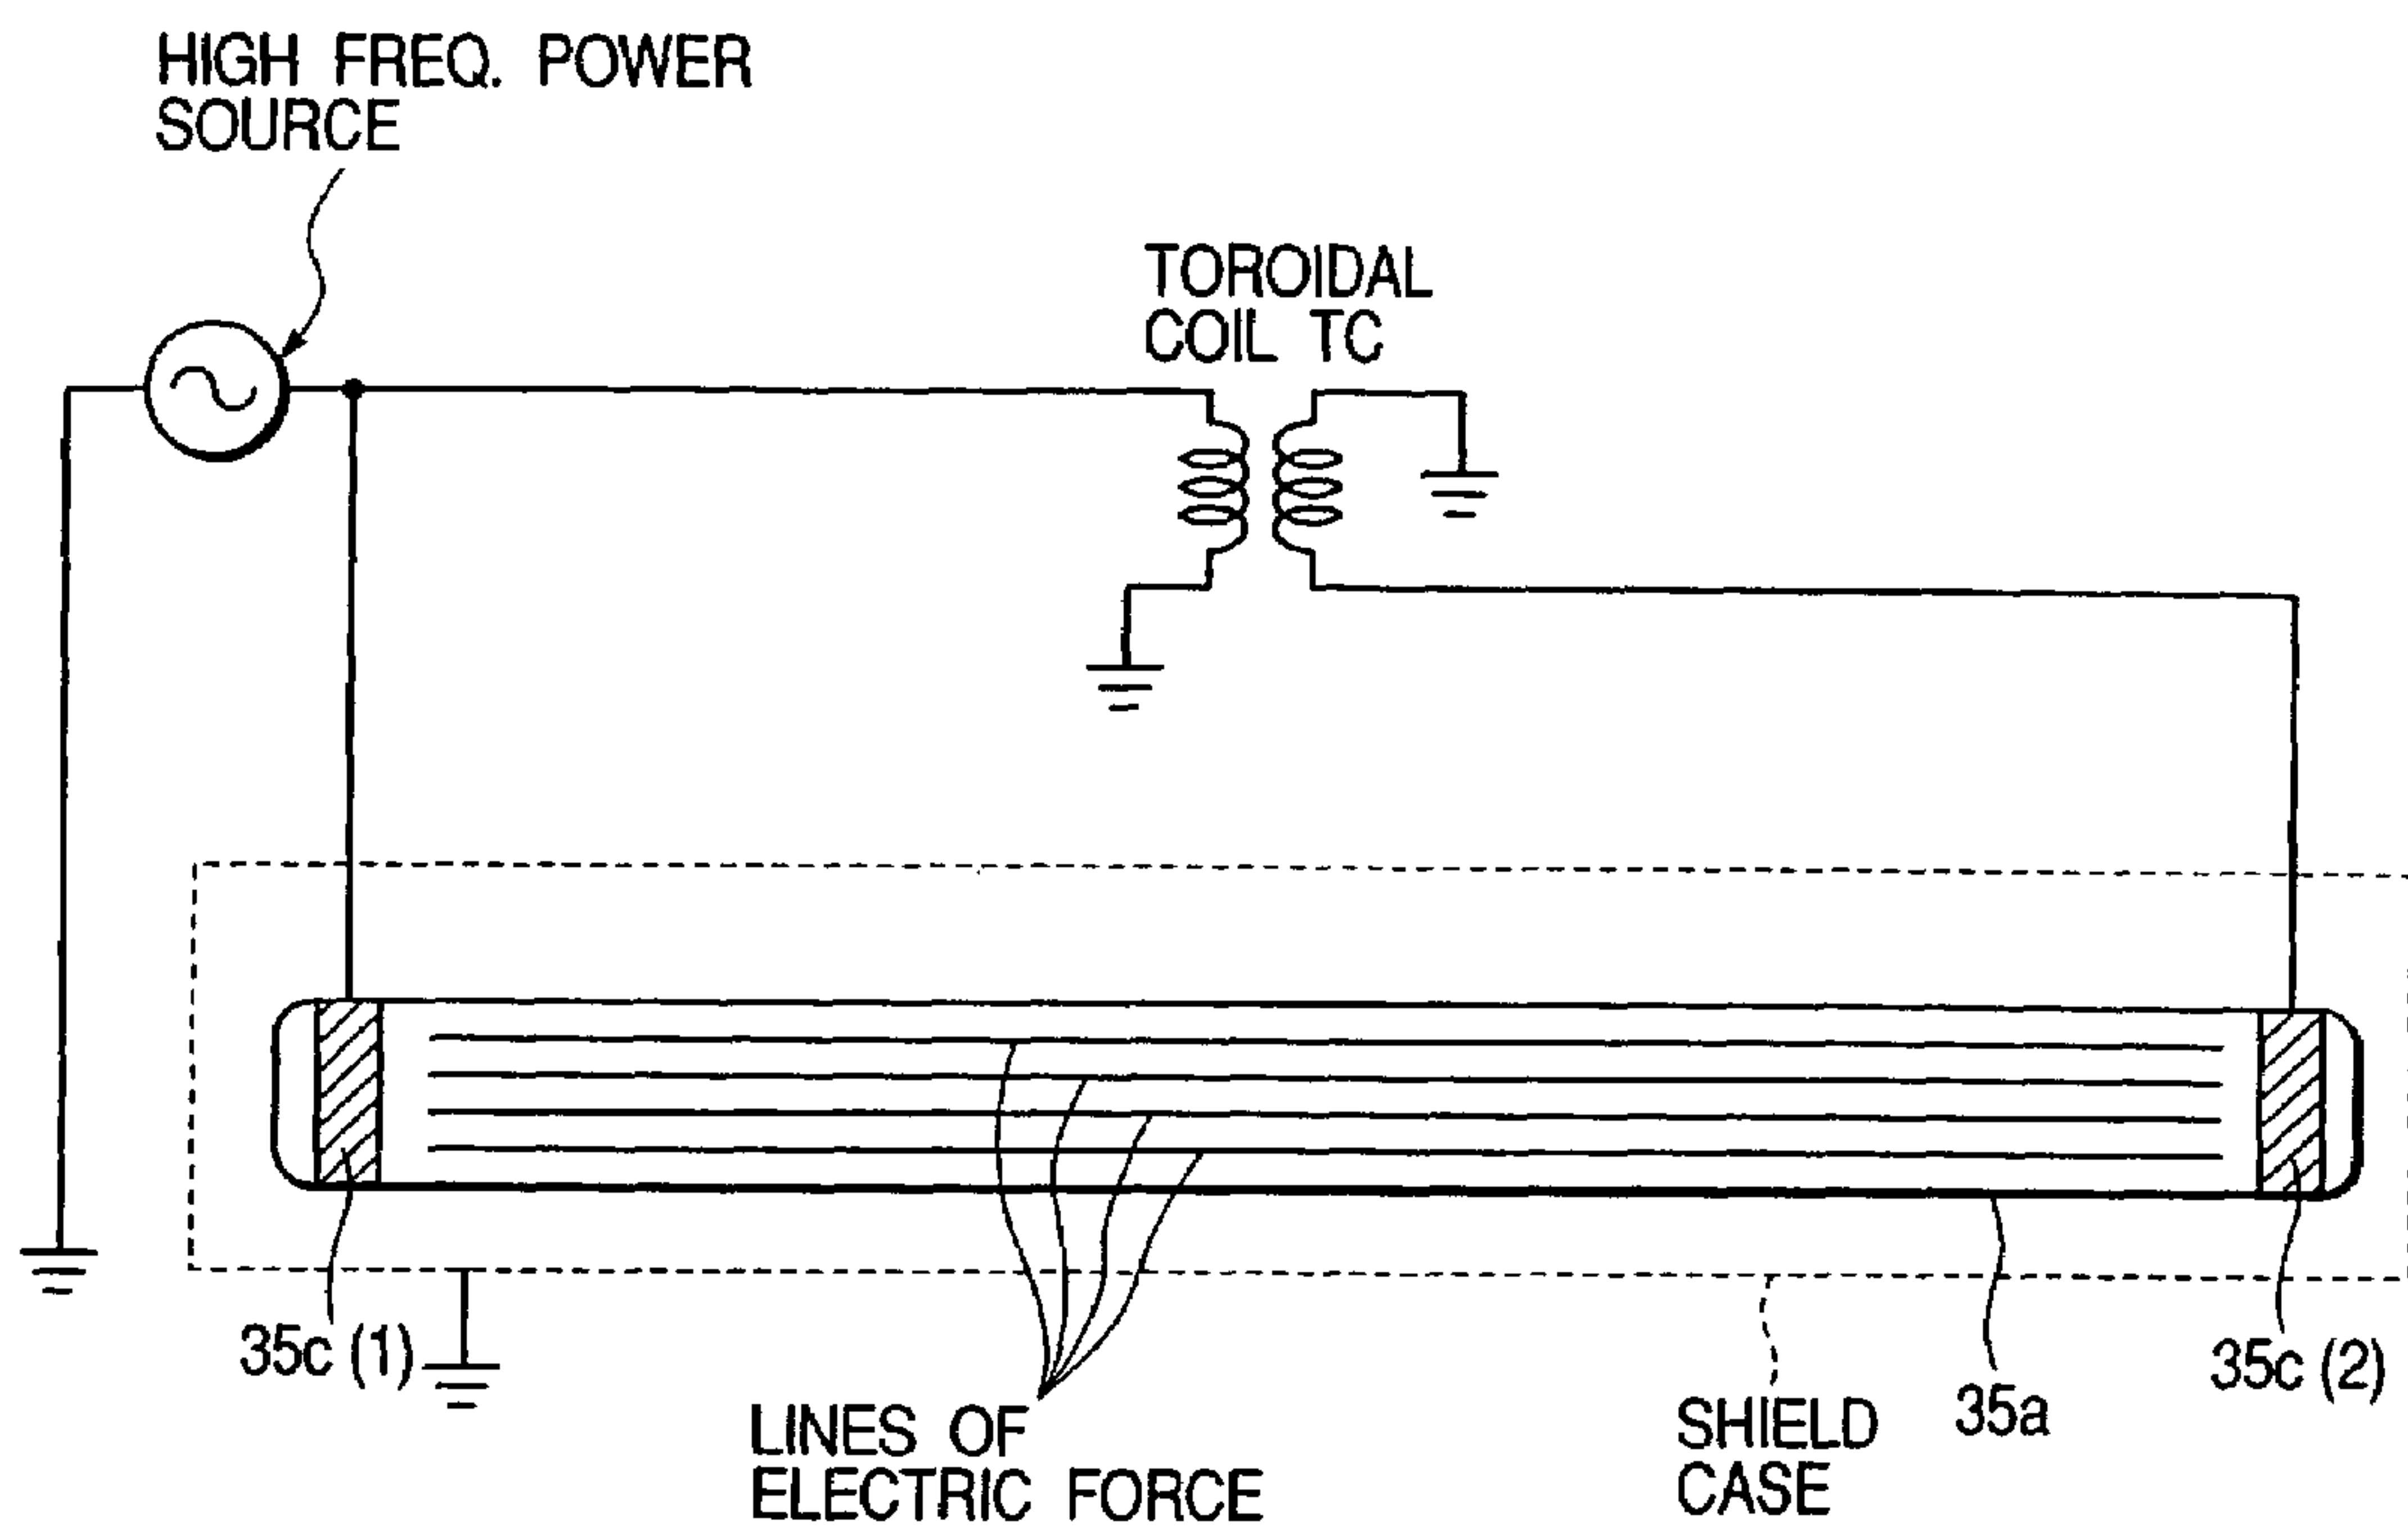 HIGH FREQ. POWER
SOURCE
TOROIDAL
COIL TC
35c (1)
LINES OF
ELECTRIC FORCE
SHIELD
CASE
35a
35c (2)